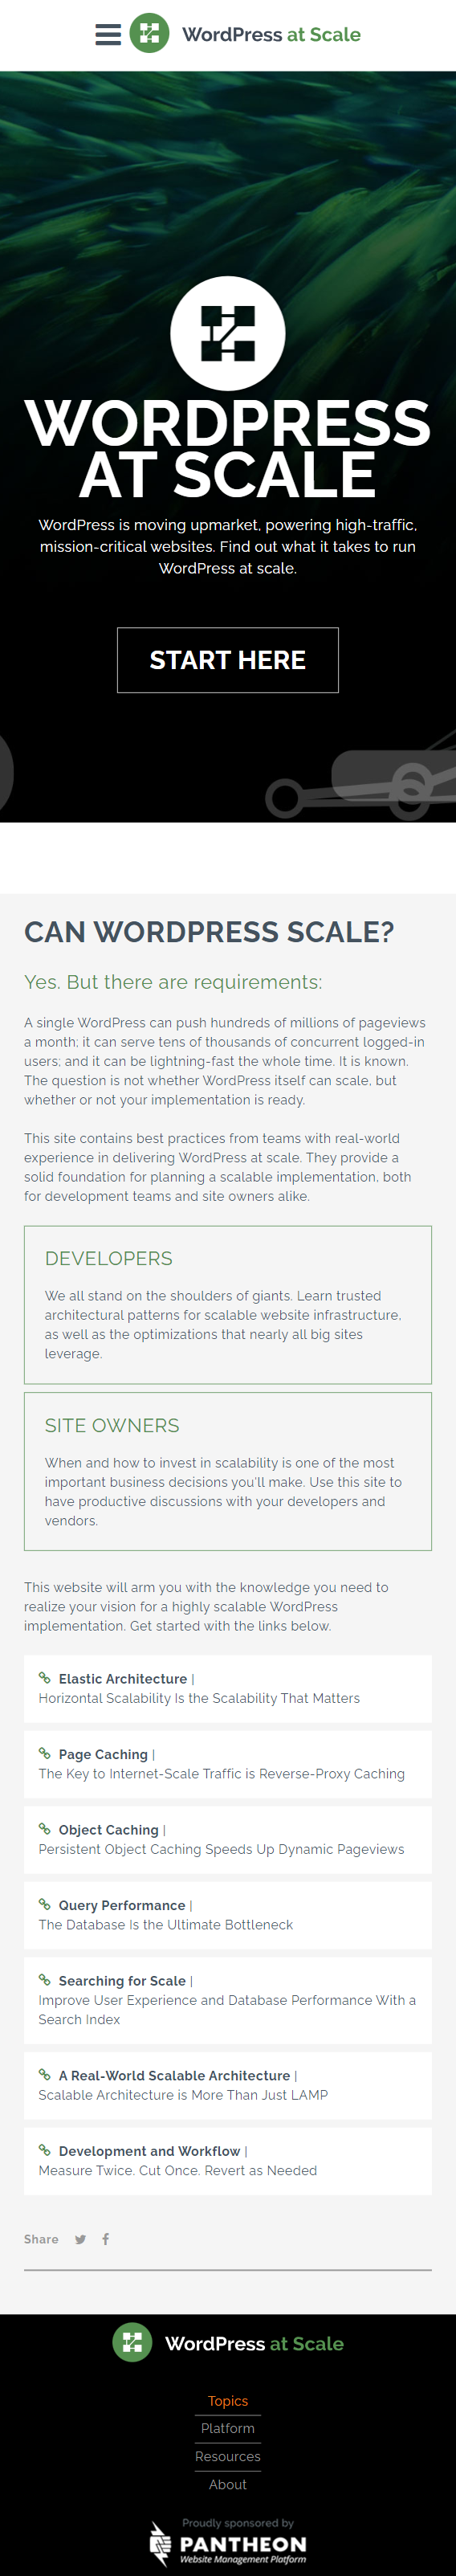 WordPress at Scale
WORDPRESS
AT SCALE
WordPress is moving upmarket, powering high-traffic,
mission-critical websites. Find out what it takes to run
WordPress at scale.
START HERE
CAN WORDPRESS SCALE?
Yes. But there are requirements:
A single WordPress can push hundreds of millions of pageviews
a month; it can serve tens of thousands of concurrent logged-in
users; and it can be lightning-fast the whole time. It is known.
The question is not whether WordPress itself can scale, but
whether or not your implementation is ready.
This site contains best practices from teams with real-world
experience in delivering WordPress at scale. They provide a
solid foundation for planning a scalable implementation, both
for development teams and site owners alike.
DEVELOPERS
We all stand on the shoulders of giants. Learn trusted
architectural patterns for scalable website infrastructure,
as well as the optimizations that nearly all big sites
leverage.
SITE OWNERS
When and how to invest in scalability is one of the most
important business decisions you'll make. Use this site to
have productive discussions with your developers and
vendors.
This website will arm you with the knowledge you need to
realize your vision for a highly scalable WordPress
implementation. Get started with the links below.
Elastic Architecture |
Horizontal Scalability Is the Scalability That Matters
Page Caching |
The Key to Internet-Scale Traffic is Reverse-Proxy Caching
Object Caching |
Persistent Object Caching Speeds Up Dynamic Pageviews
Query Performance |
The Database Is the Ultimate Bottleneck
Searching for Scale |
Improve User Experience and Database Performance With a
Search Index
A Real-World Scalable Architecture |
Scalable Architecture is More Than Just LAMP
Development and Workflow |
Measure Twice. Cut Once. Revert as Needed
Share
WordPress at Scale
Topics
Platform
Resources
About
Proudly sponsored by
PANTHEON
Website Management Platform